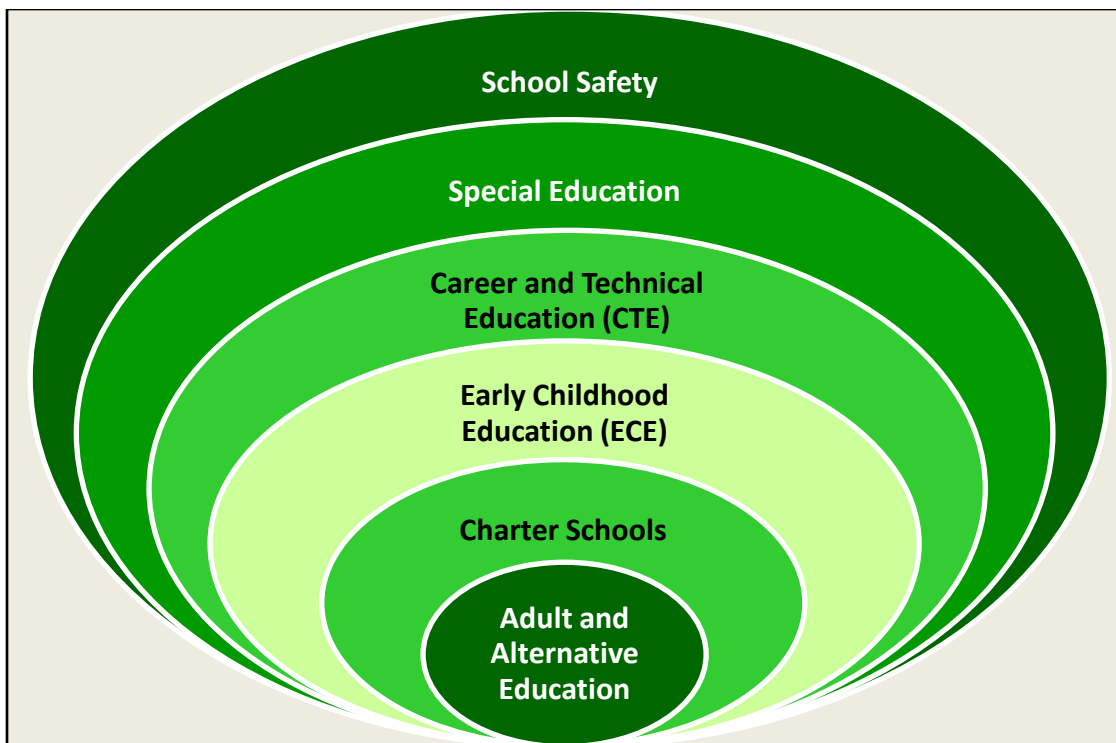 School Safety
Special Education
Career and Technical
Education (CTE)
Early Childhood
Education (ECE)
Charter Schools
Adult and
Alternative
Education